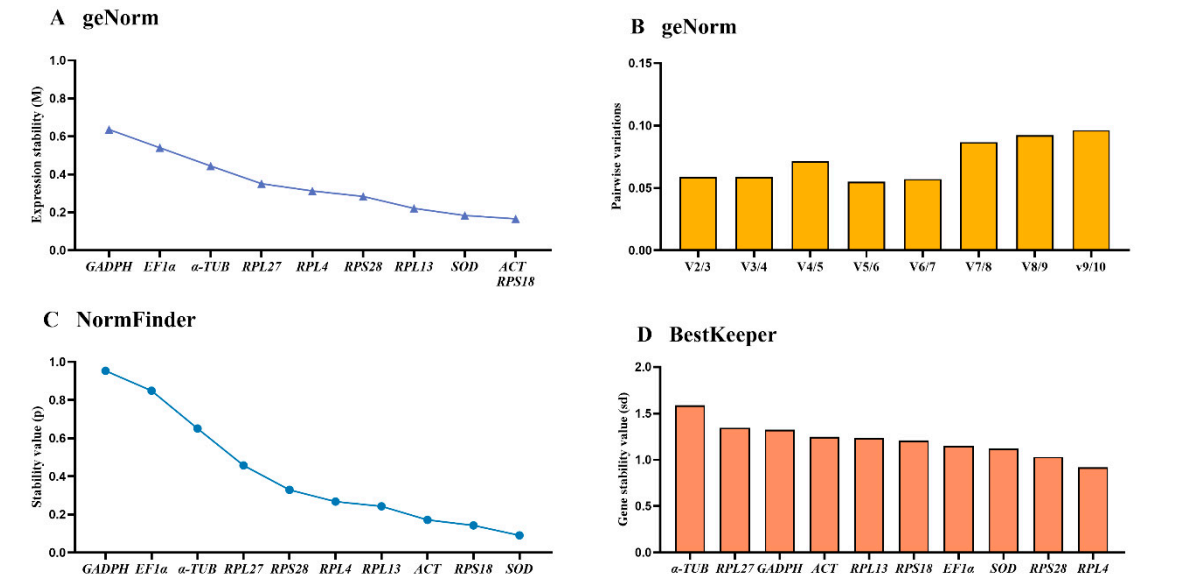 A geNorm
Expression stability (M)
1.0
0.8
0.6
0.4
0.2
0.0
GADPH EF1α α-TUB RPL27 RPL4 RPS28 RPL13 SOD ACT
RPS18
B geNorm
Pairwise variations
0.15
0.10
0.05
0.00
V2/3 V3/4 V4/5 V5/6 V6/7 V7/8 V8/9 v9/10
C NormFinder
Stability value (p)
1.0
0.8
0.6
0.4
0.2
0.0
GADPH EF1α α-TUB RPL27 RPS28 RPL4 RPL13 ACT RPS18 SOD
D BestKeeper
Gene stability value (sd)
2.0
1.5
1.0
0.5
0.0
α-TUB RPL27 GADPH ACT RPL13 RPS18 EF1α SOD RPS28 RPL4